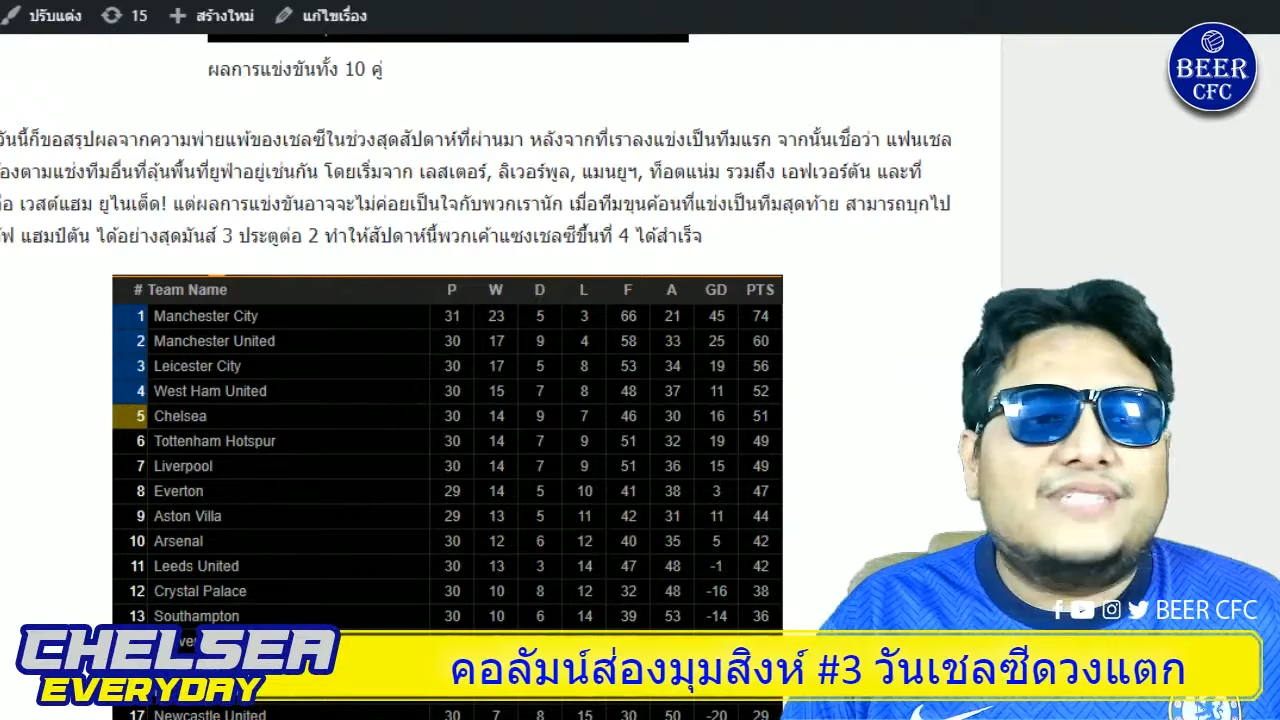 ปรับแต่ง 15 สร้างใหม่ แก้ไขเรื่อง
BEER
CFC
ผลการแข่งขันทั้ง 10 คู่
วันนี้ก็ขอสรุปผลจากความพ่ายแพ้ของเชลซีในช่วงสุดสัปดาห์ที่ผ่านมา หลังจากที่เราลงแข่งเป็นทีมแรก จากนั้นเชื่อว่า แฟนเชล
องตามแช่งทีมอื่นที่ลุ้นพื้นที่ยูฟ่าอยู่เช่นกัน โดยเริ่มจาก เลสเตอร์, ลิเวอร์พูล, แมนยูฯ, ท็อตแน่ม รวมถึง เอฟเวอร์ตัน และที่
เวสต์แฮม ยูไนเต็ด! แต่ผลการแข่งขันอาจจะไม่ค่อยเป็นใจกับพวกเรานัก เมื่อทีมขุนค้อนที่แข่งเป็นทีมสุดท้าย สามารถบุกไป
แฮมป์ตัน ได้อย่างสุดมันส์ 3 ประตูต่อ 2 ทำให้สัปดาห์นี้พวกเค้าแซงเชลซีขึ้นที่ 4 ได้สำเร็จ
# Team Name P W D L F A GD PTS
1 Manchester City 31 23 5 3 66 21 45 74
2 Manchester United 30 17 9 4 58 33 25 60
3 Leicester City 30 17 5 8 53 34 19 56
4 West Ham United 30 15 7 8 48 37 11 52
5 Chelsea 30 14 9 7 46 30 16 51
6 Tottenham Hotspur 30 14 7 9 51 32 19 49
7 Liverpool 30 14 7 9 51 36 15 49
8 Everton 29 14 5 10 41 38 3 47
9 Aston Villa 29 13 5 11 42 31 11 44
10 Arsenal 30 12 6 12 40 35 5 42
11 Leeds United 30 13 3 14 47 48 -1 42
12 Crystal Palace 30 10 8 12 32 48 -16 38
13 Southampton 30 10 6 14 39 53 -14 36
BEER CFC
CHELSEA
EVERYDAY
คอลัมน์ส่องมุมสิงห์ #3 วันเชลซีดวงแตก
17 Newcastle United 30 7 8 15 30 50 -20 29